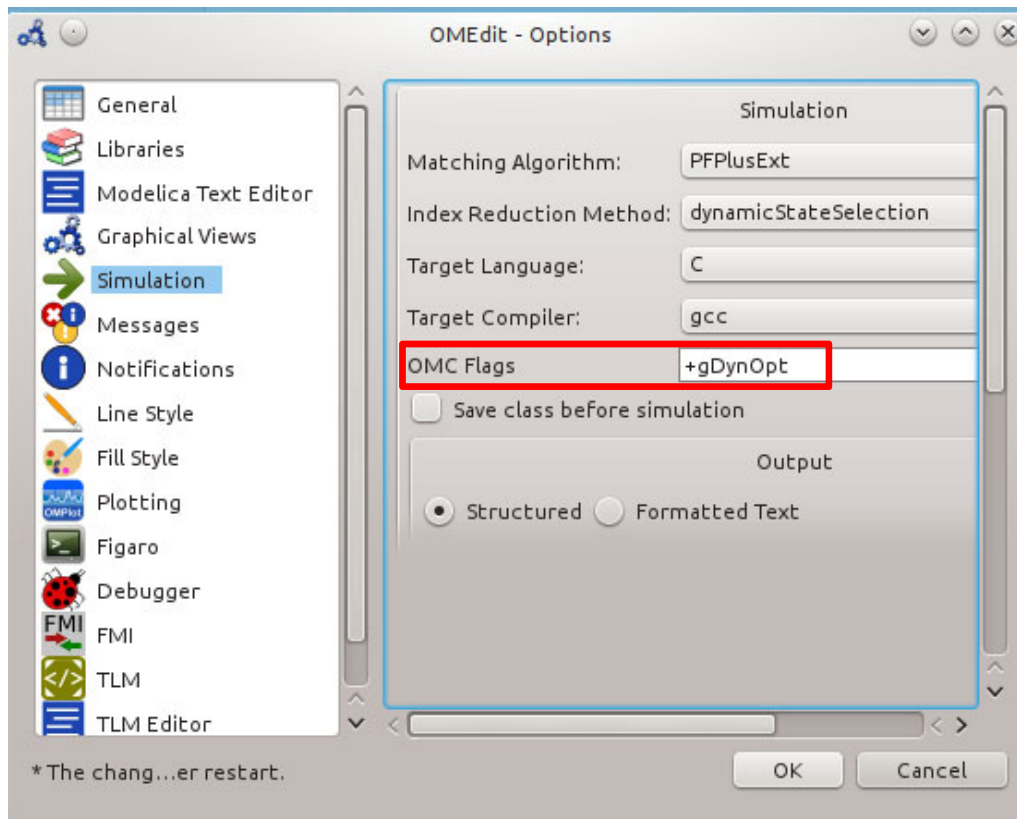 OMEdit - Options
General
Libraries
Modelica Text Editor
Graphical Views
Simulation
Messages
Notifications
Line Style
Fill Style
OMPlot
Plotting
Figaro
Debugger
FMI
FMI
</>
TLM
TLM Editor
Simulation
Matching Algorithm: PFPlusExt
Index Reduction Method: dynamicStateSelection
Target Language: C
Target Compiler: gcc
OMC Flags +gDynOpt
Save class before simulation
Output
Structured Formatted Text
* The chang...er restart.
OK Cancel